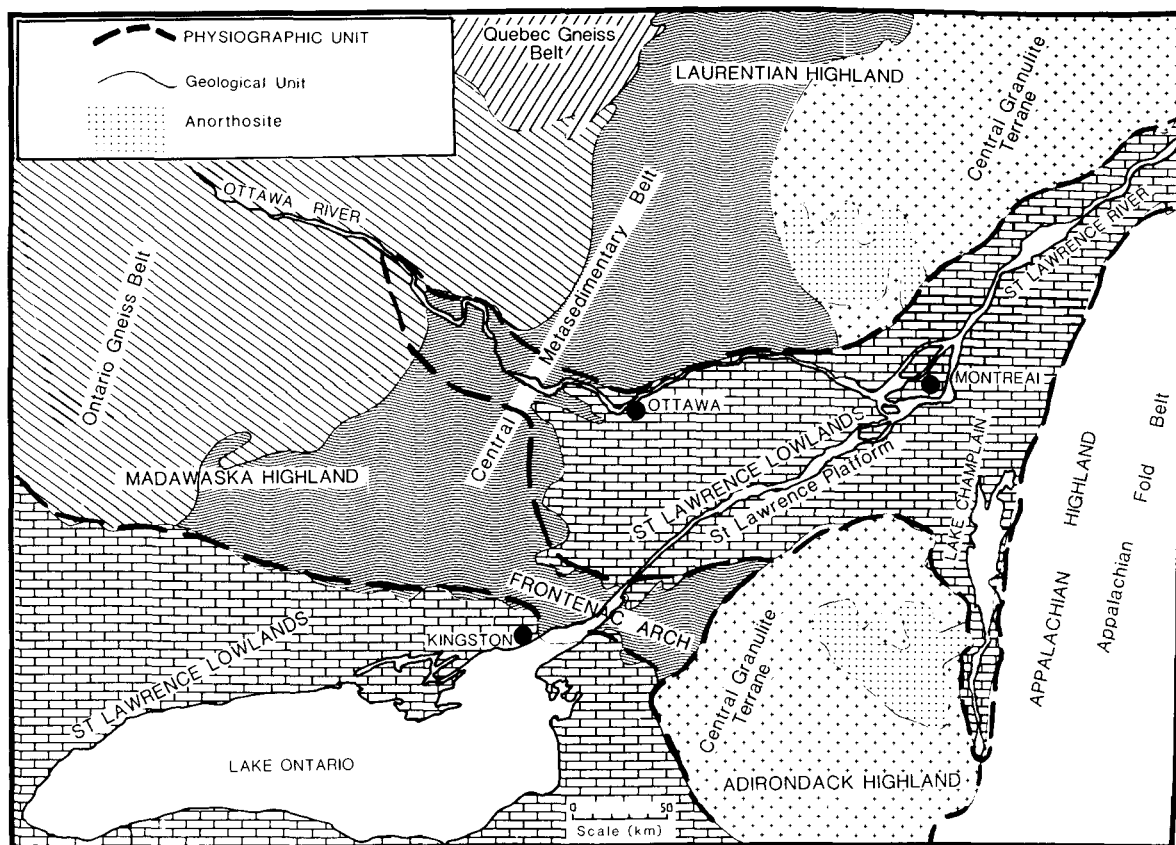 PHYSIOGRAPHIC UNIT
Geological Unit
Anorthosite
Quebec Gneiss
Belt
LAURENTIAN HIGHLAND
Central Granulite
Terrane
OTTAWA RIVER
Ontario Gneiss Belt
Central Metasedimentary Belt
ST LAWRENCE RIVER
MONTREAL
OTTAWA
MADAWASKA HIGHLAND
ST LAWRENCE LOWLANDS
St Lawrence Platform
LAKE CHAMPLAIN
APPALACHIAN HIGHLAND
Appalachian Fold Belt
FRONTENAC ARCH
KINGSTON
ST LAWRENCE LOWLANDS
Central Granulite
Terrane
LAKE ONTARIO
ADIRONDACK HIGHLAND
0 50
Scale (km)